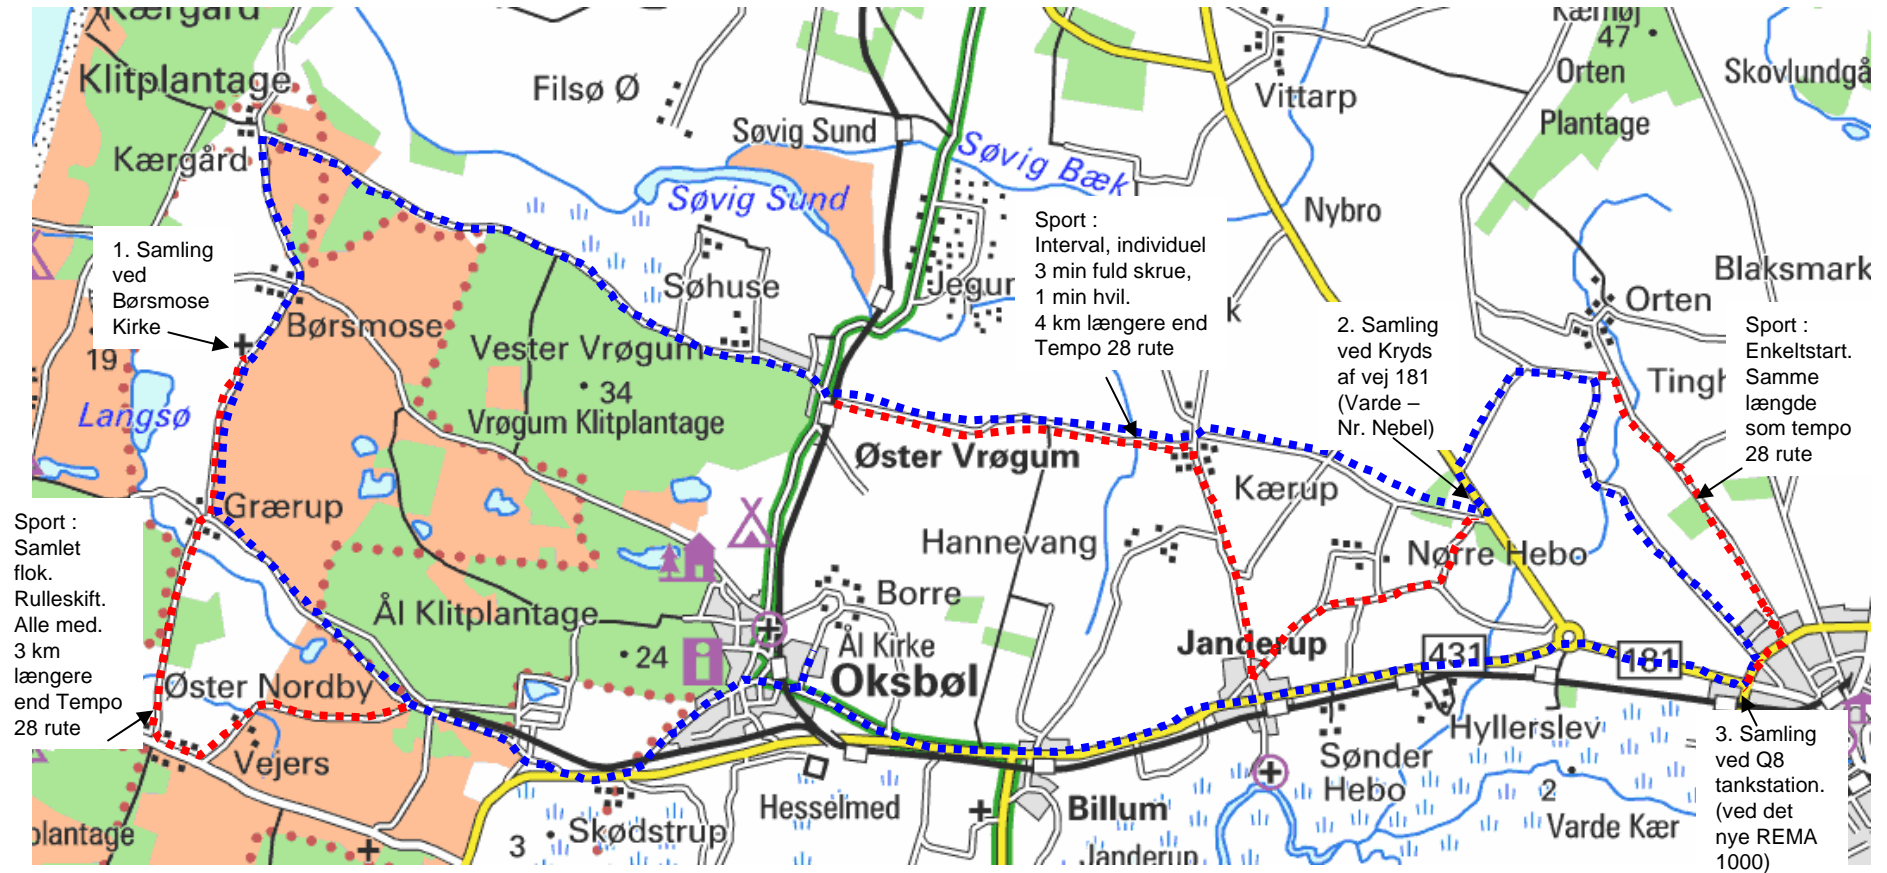 Kærgård
Klitplantage
Kærgård
Filsø Ø
Søvig Sund
Søvig Bæk
Søvig Sund
Vittarp
Kærhøj
47
Orten
Plantage
Skovlundgå
Nybro
Blaksmark
Orten
1. Samling
ved
Børsmose
Kirke
Sport :
Interval, individuel
3 min fuld skrue,
1 min hvil.
4 km længere end
Tempo 28 rute
2. Samling
ved Kryds
af vej 181
(Varde –
Nr. Nebel)
Sport :
Enkeltstart.
Samme
længde
som tempo
28 rute
Søhuse
Jegur
k
Tingh
Børsmose
19
Langsø
Vester Vrøgum
34
Vrøgum Klitplantage
Øster Vrøgum
Kærup
Grærup
Hannevang
Nørre Hebo
Sport :
Samlet
flok.
Rulleskift.
Alle med.
3 km
længere
end Tempo
28 rute
Ål Klitplantage
Borre
Ål Kirke
24
Oksbøl
Janderup
431
181
Øster Nordby
Vejers
Hyllerslev
Sønder
Hebo
2
3. Samling
ved Q8
tankstation.
(ved det
nye REMA
1000)
Hesselmed
Billum
Varde Kær
plantage
3
Skødstrup
Janderup